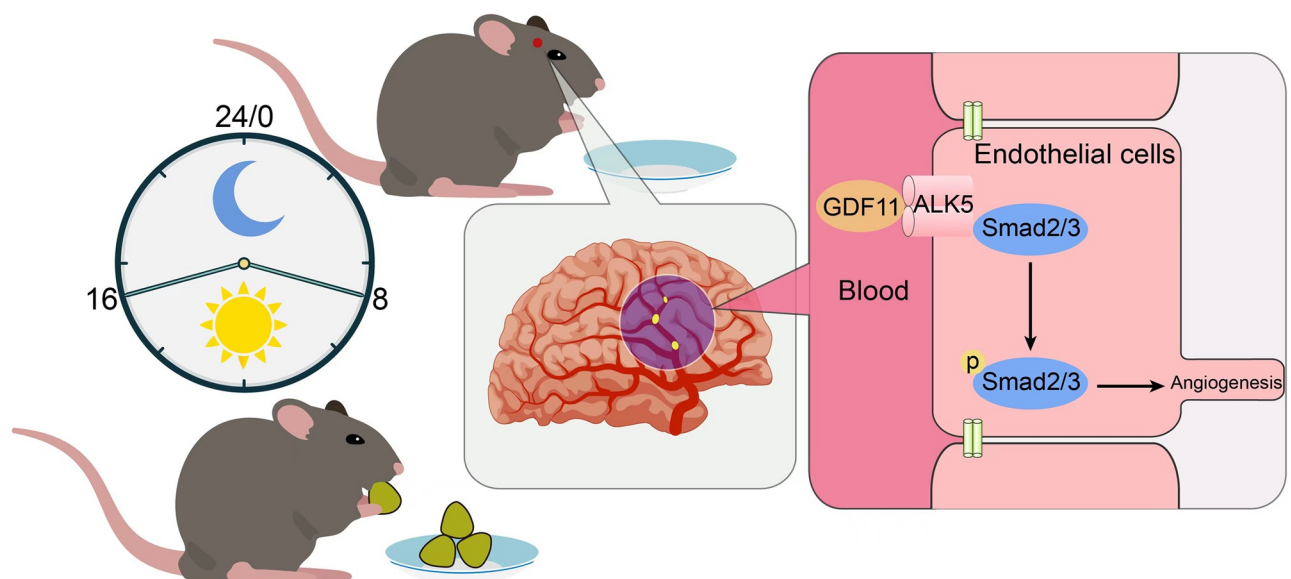 24/0
16
8
Endothelial cells
GDF11
ALK5
Smad2/3
Blood
p
Smad2/3
Angiogenesis